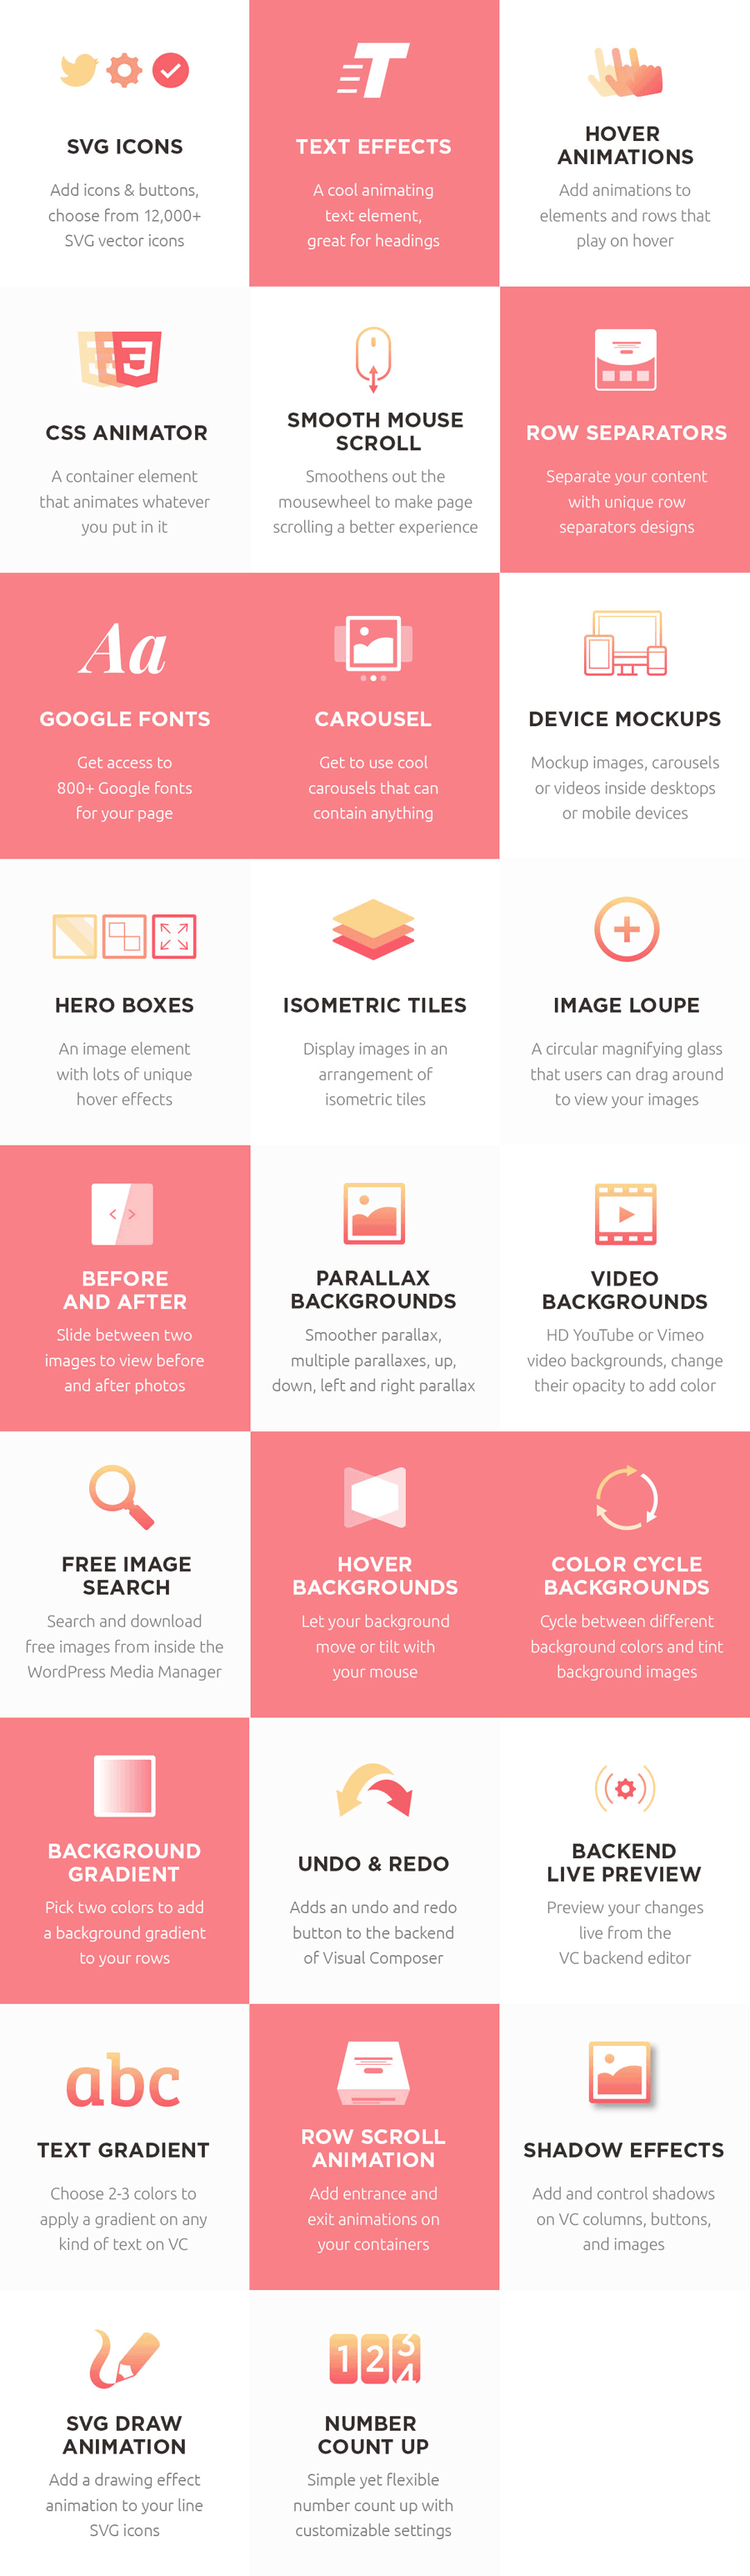 SVG ICONS
Add icons & buttons,
choose from 12,000+
SVG vector icons
T
TEXT EFFECTS
A cool animating
text element,
great for headings
HOVER
ANIMATIONS
Add animations to
elements and rows that
play on hover
3
CSS ANIMATOR
A container element
that animates whatever
you put in it
SMOOTH MOUSE
SCROLL
Smoothens out the
mousewheel to make page
scrolling a better experience
ROW SEPARATORS
Separate your content
with unique row
separators designs
Aa
GOOGLE FONTS
Get access to
800+ Google fonts
for your page
CAROUSEL
Get to use cool
carousels that can
contain anything
DEVICE MOCKUPS
Mockup images, carousels
or videos inside desktops
or mobile devices
HERO BOXES
An image element
with lots of unique
hover effects
ISOMETRIC TILES
Display images in an
arrangement of
isometric tiles
IMAGE LOUPE
A circular magnifying glass
that users can drag around
to view your images
BEFORE
AND AFTER
Slide between two
images to view before
and after photos
PARALLAX
BACKGROUNDS
Smoother parallax,
multiple parallaxes, up,
down, left and right parallax
VIDEO
BACKGROUNDS
HD YouTube or Vimeo
video backgrounds, change
their opacity to add color
FREE IMAGE
SEARCH
Search and download
free images from inside the
WordPress Media Manager
HOVER
BACKGROUNDS
Let your background
move or tilt with
your mouse
COLOR CYCLE
BACKGROUNDS
Cycle between different
background colors and tint
background images
BACKGROUND
GRADIENT
Pick two colors to add
a background gradient
to your rows
UNDO & REDO
Adds an undo and redo
button to the backend
of Visual Composer
BACKEND
LIVE PREVIEW
Preview your changes
live from the
VC backend editor
abc
TEXT GRADIENT
Choose 2-3 colors to
apply a gradient on any
kind of text on VC
ROW SCROLL
ANIMATION
Add entrance and
exit animations on
your containers
SHADOW EFFECTS
Add and control shadows
on VC columns, buttons,
and images
SVG DRAW
ANIMATION
Add a drawing effect
animation to your line
SVG icons
1 2 3
4
NUMBER
COUNT UP
Simple yet flexible
number count up with
customizable settings